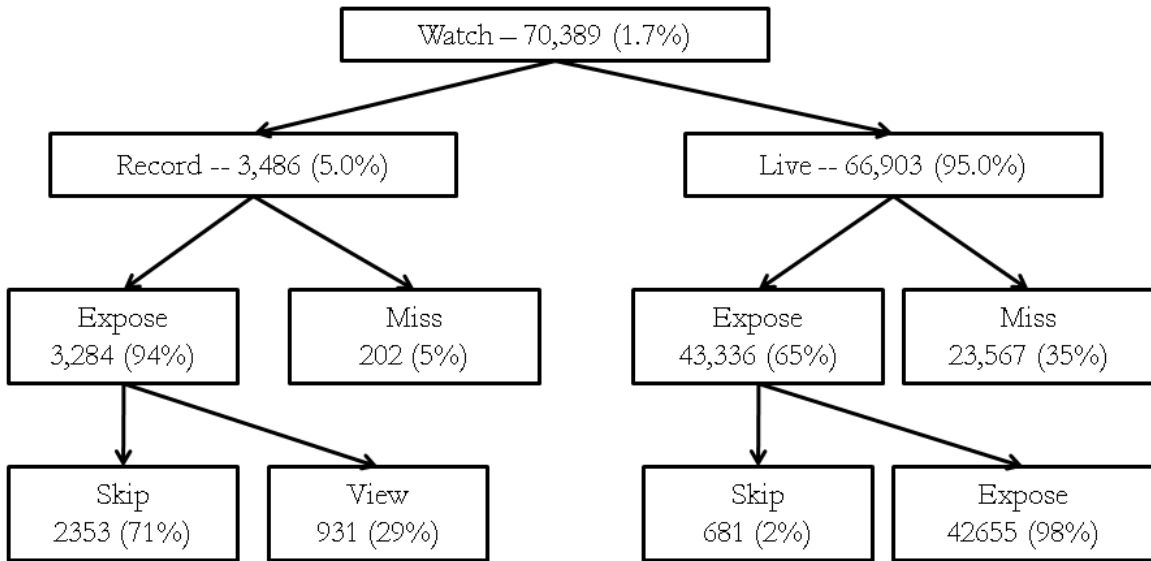 Watch – 70,389 (1.7%)
Record -- 3,486 (5.0%)
Live -- 66,903 (95.0%)
Expose
3,284 (94%)
Miss
202 (5%)
Expose
43,336 (65%)
Miss
23,567 (35%)
Skip
2353 (71%)
View
931 (29%)
Skip
681 (2%)
Expose
42655 (98%)